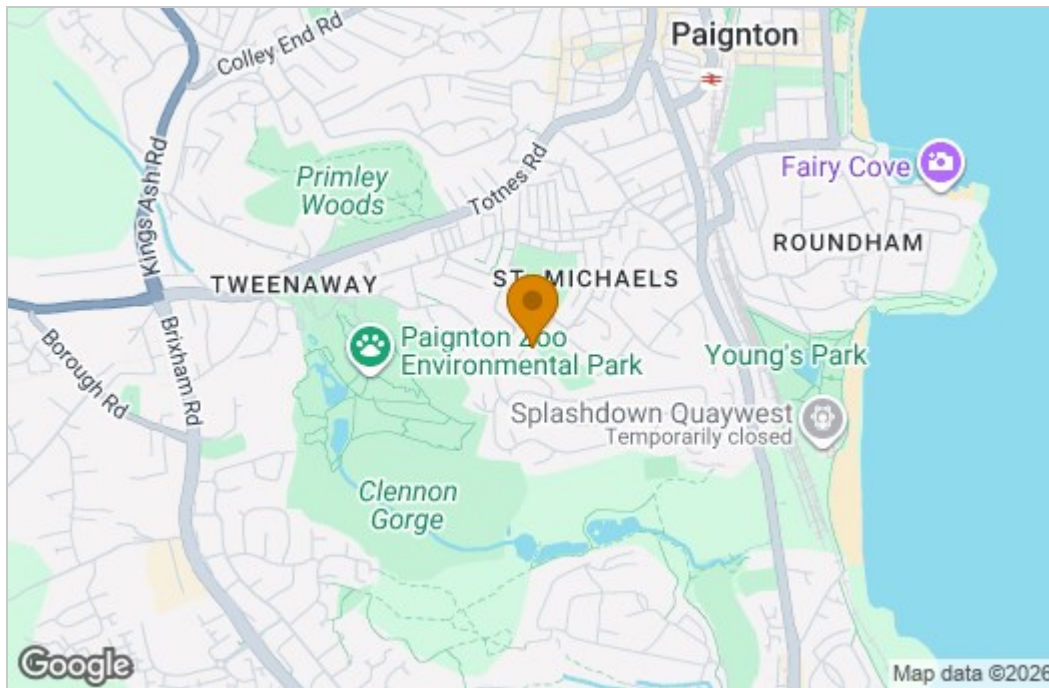 Paignton
Colley End Rd
Fairy Cove
Primley
Woods
Totnes Rd
Kings Ash Rd
ROUNDHAM
TWEENAWAY
ST MICHAELS
Paignton Zoo
Environmental Park
Young's Park
Borough Rd
Brixham Rd
Splashdown Quaywest
Temporarily closed
Clennon
Gorge
Google
Map data ©2026